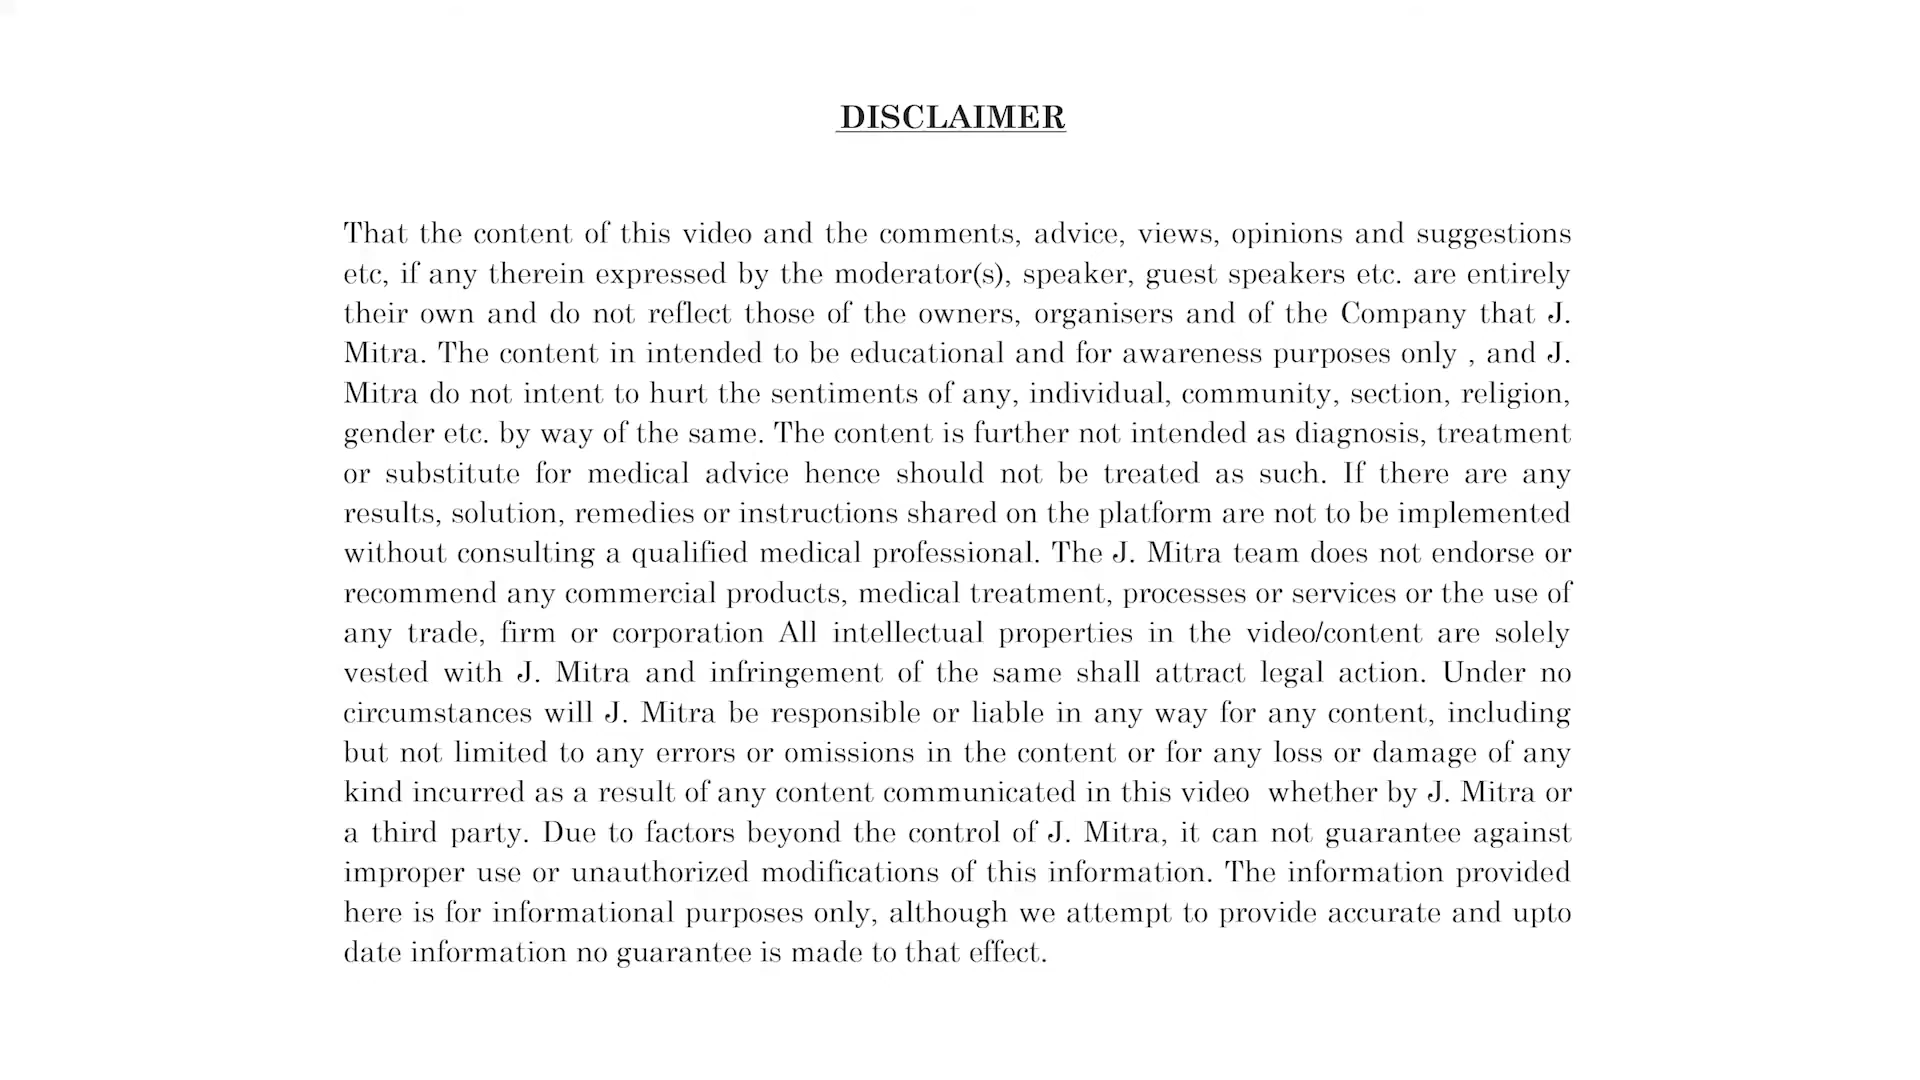 DISCLAIMER
That the content of this video and the comments, advice, views, opinions and suggestions
etc, if any therein expressed by the moderator(s), speaker, guest speakers etc. are entirely
their own and do not reflect those of the owners, organisers and of the Company that J.
Mitra. The content in intended to be educational and for awareness purposes only , and J.
Mitra do not intent to hurt the sentiments of any, individual, community, section, religion,
gender etc. by way of the same. The content is further not intended as diagnosis, treatment
or substitute for medical advice hence should not be treated as such. If there are any
results, solution, remedies or instructions shared on the platform are not to be implemented
without consulting a qualified medical professional. The J. Mitra team does not endorse or
recommend any commercial products, medical treatment, processes or services or the use of
any trade, firm or corporation All intellectual properties in the video/content are solely
vested with J. Mitra and infringement of the same shall attract legal action. Under no
circumstances will J. Mitra be responsible or liable in any way for any content, including
but not limited to any errors or omissions in the content or for any loss or damage of any
kind incurred as a result of any content communicated in this video  whether by J. Mitra or
a third party. Due to factors beyond the control of J. Mitra, it can not guarantee against
improper use or unauthorized modifications of this information. The information provided
here is for informational purposes only, although we attempt to provide accurate and upto
date information no guarantee is made to that effect.